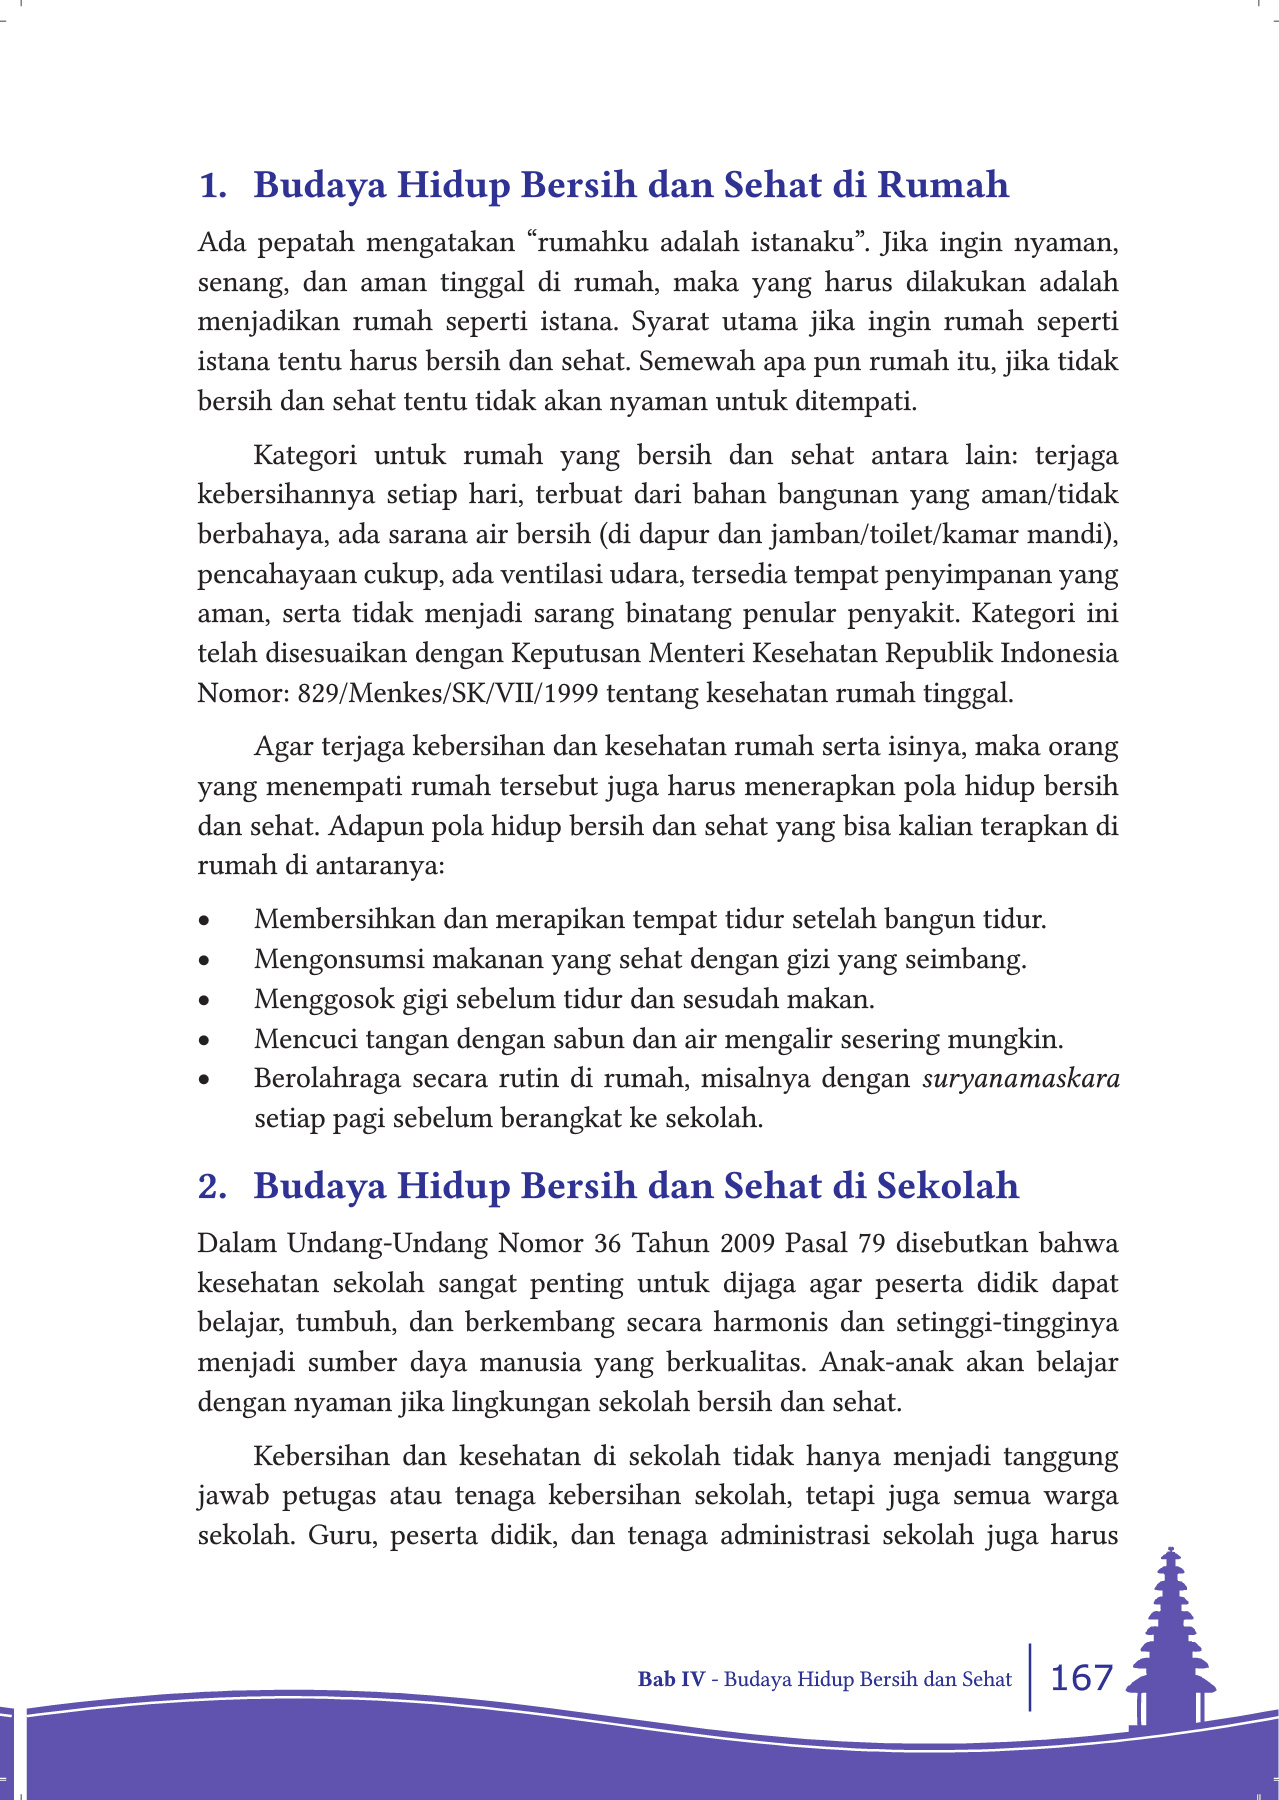 1. Budaya Hidup Bersih dan Sehat di Rumah
Ada pepatah mengatakan “rumahku adalah istanaku”. Jika ingin nyaman,
senang, dan aman tinggal di rumah, maka yang harus dilakukan adalah
menjadikan rumah seperti istana. Syarat utama jika ingin rumah seperti
istana tentu harus bersih dan sehat. Semewah apa pun rumah itu, jika tidak
bersih dan sehat tentu tidak akan nyaman untuk ditempati.
Kategori untuk rumah yang bersih dan sehat antara lain: terjaga
kebersihannya setiap hari, terbuat dari bahan bangunan yang aman/tidak
berbahaya, ada sarana air bersih (di dapur dan jamban/toilet/kamar mandi),
pencahayaan cukup, ada ventilasi udara, tersedia tempat penyimpanan yang
aman, serta tidak menjadi sarang binatang penular penyakit. Kategori ini
telah disesuaikan dengan Keputusan Menteri Kesehatan Republik Indonesia
Nomor: 829/Menkes/SK/VII/1999 tentang kesehatan rumah tinggal.
Agar terjaga kebersihan dan kesehatan rumah serta isinya, maka orang
yang menempati rumah tersebut juga harus menerapkan pola hidup bersih
dan sehat. Adapun pola hidup bersih dan sehat yang bisa kalian terapkan di
rumah di antaranya:
• Membersihkan dan merapikan tempat tidur setelah bangun tidur.
• Mengonsumsi makanan yang sehat dengan gizi yang seimbang.
• Menggosok gigi sebelum tidur dan sesudah makan.
• Mencuci tangan dengan sabun dan air mengalir sesering mungkin.
• Berolahraga secara rutin di rumah, misalnya dengan suryanamaskara
setiap pagi sebelum berangkat ke sekolah.
2. Budaya Hidup Bersih dan Sehat di Sekolah
Dalam Undang-Undang Nomor 36 Tahun 2009 Pasal 79 disebutkan bahwa
kesehatan sekolah sangat penting untuk dijaga agar peserta didik dapat
belajar, tumbuh, dan berkembang secara harmonis dan setinggi-tingginya
menjadi sumber daya manusia yang berkualitas. Anak-anak akan belajar
dengan nyaman jika lingkungan sekolah bersih dan sehat.
Kebersihan dan kesehatan di sekolah tidak hanya menjadi tanggung
jawab petugas atau tenaga kebersihan sekolah, tetapi juga semua warga
sekolah. Guru, peserta didik, dan tenaga administrasi sekolah juga harus
Bab IV - Budaya Hidup Bersih dan Sehat 167